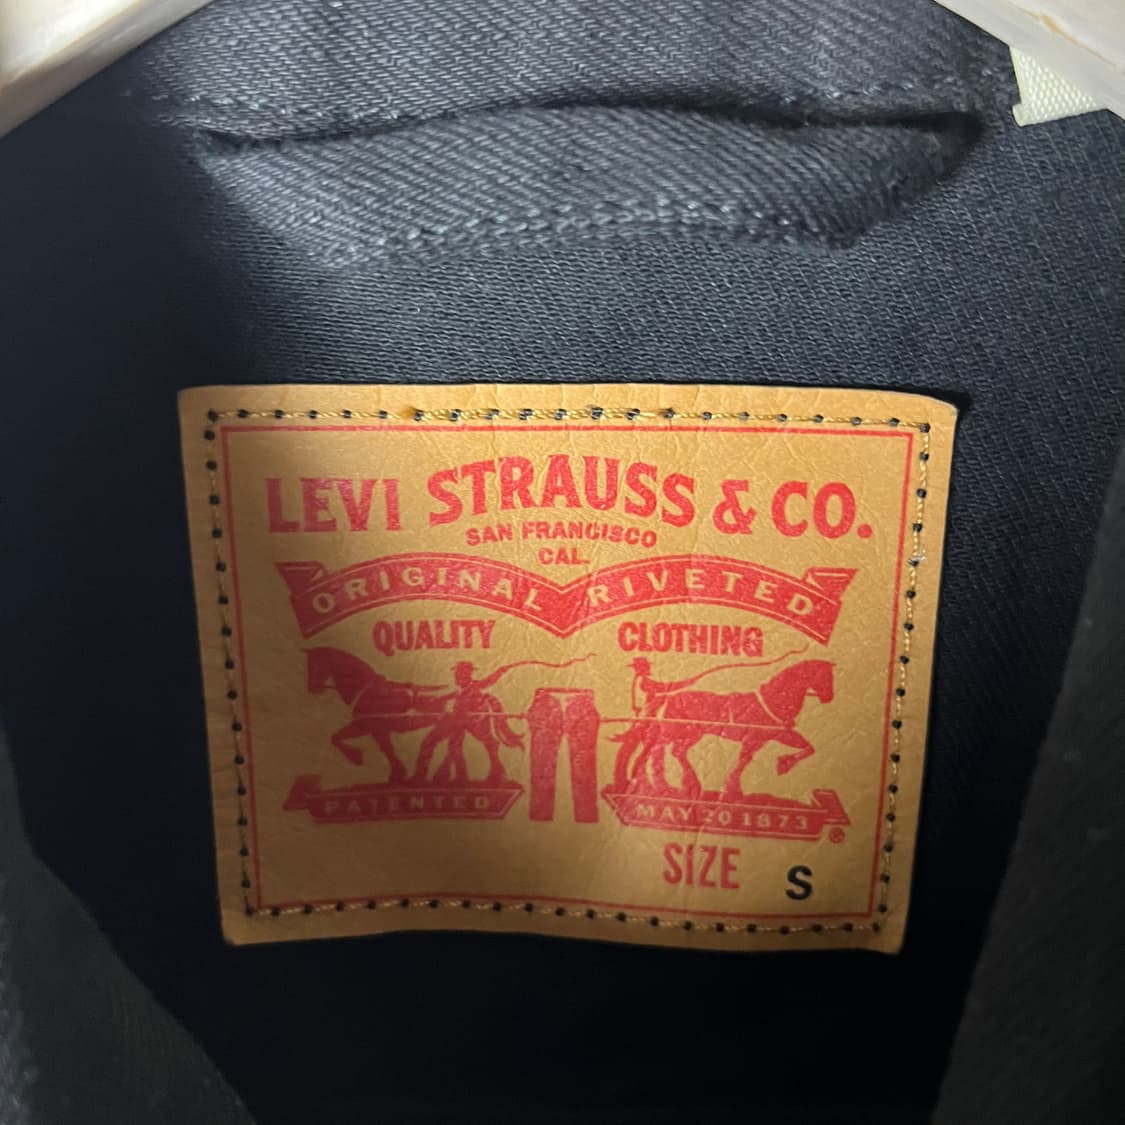 LEVI STRAUSS & CO.
SAN FRANCISCO
CAL.
ORIGINAL RIVETED
QUALITY CLOTHING
PATENTED MAY 20 1873
®
SIZE S